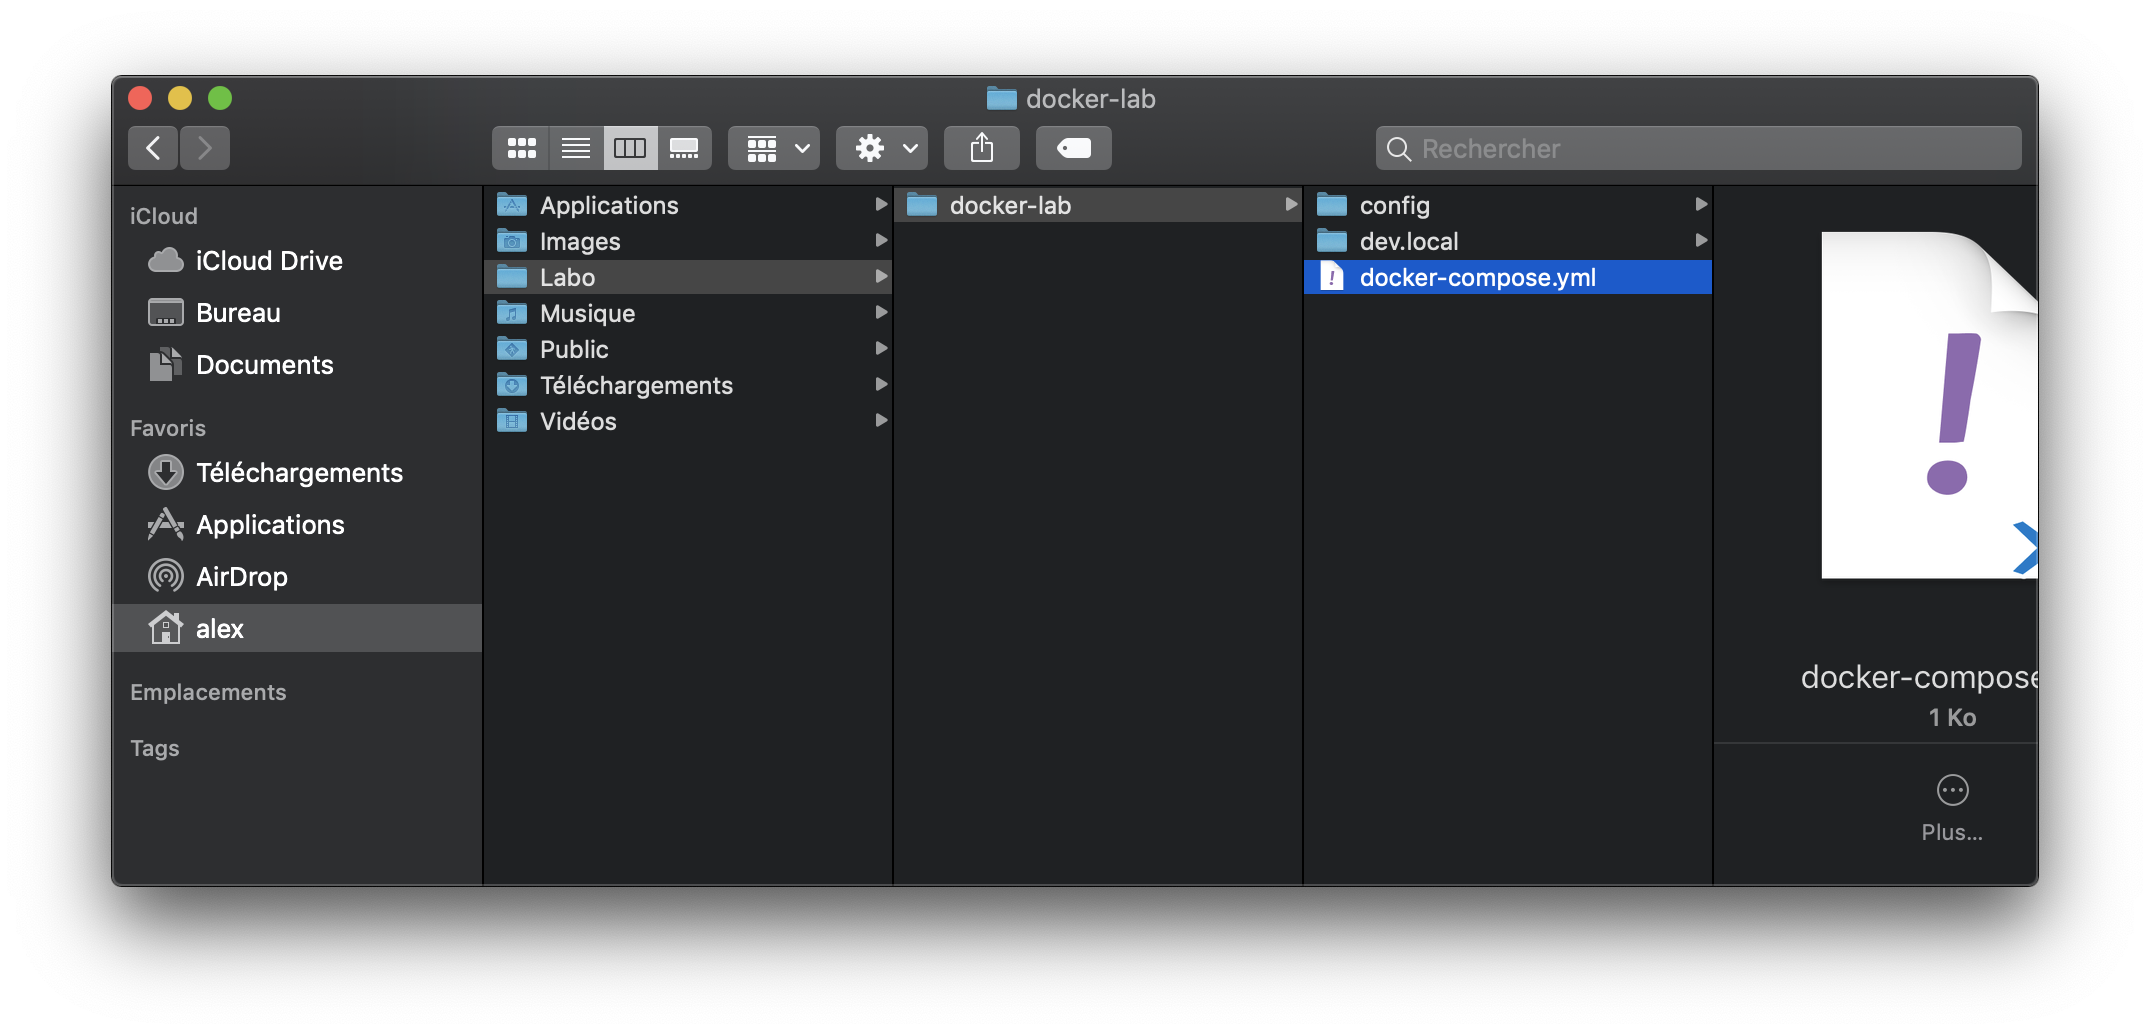 docker-lab
Rechercher
iCloud
iCloud Drive
Bureau
Documents
Favoris
Téléchargements
Applications
AirDrop
alex
Emplacements
Tags
Applications
Images
Labo
Musique
Public
Téléchargements
Vidéos
docker-lab
config
dev.local
docker-compose.yml
docker-compose
1 Ko
Plus...